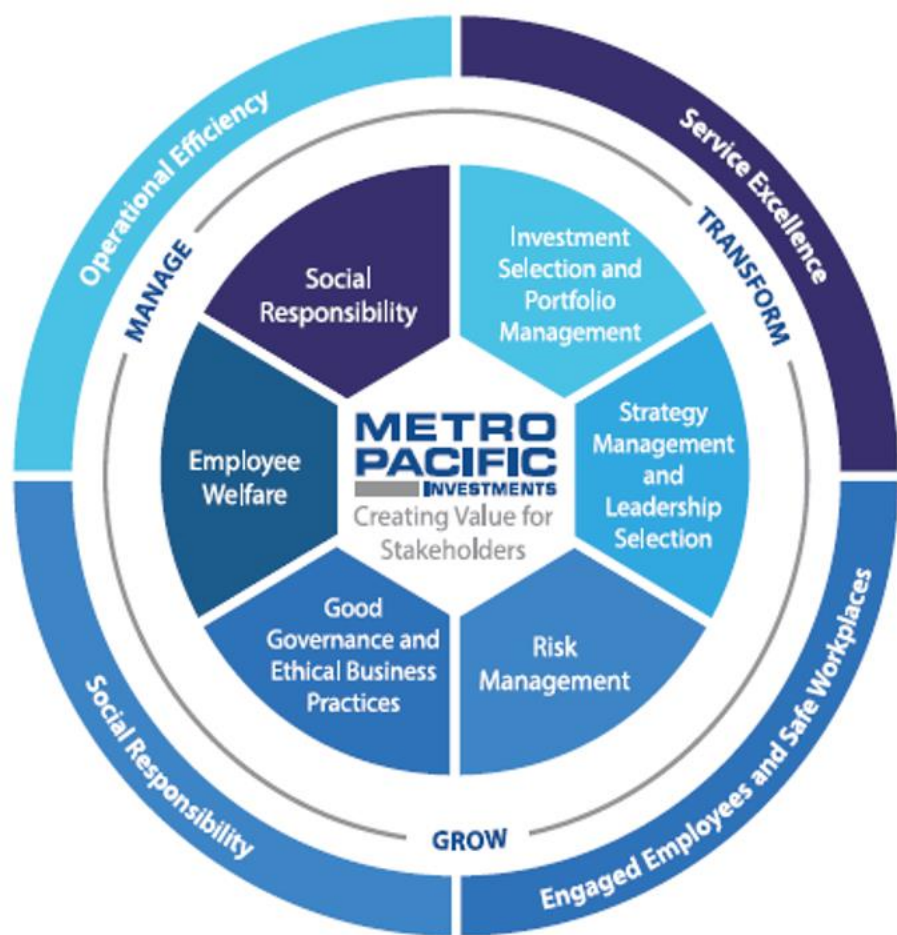 Operational Efficiency
Service Excellence
MANAGE
TRANSFORM
Social
Responsibility
Investment
Selection and
Portfolio
Management
Employee
Welfare
METRO
PACIFIC
INVESTMENTS
Creating Value for
Stakeholders
Strategy
Management
and
Leadership
Selection
Good
Governance and
Ethical Business
Practices
Risk
Management
GROW
Social Responsibility
Engaged Employees and Safe Workplaces